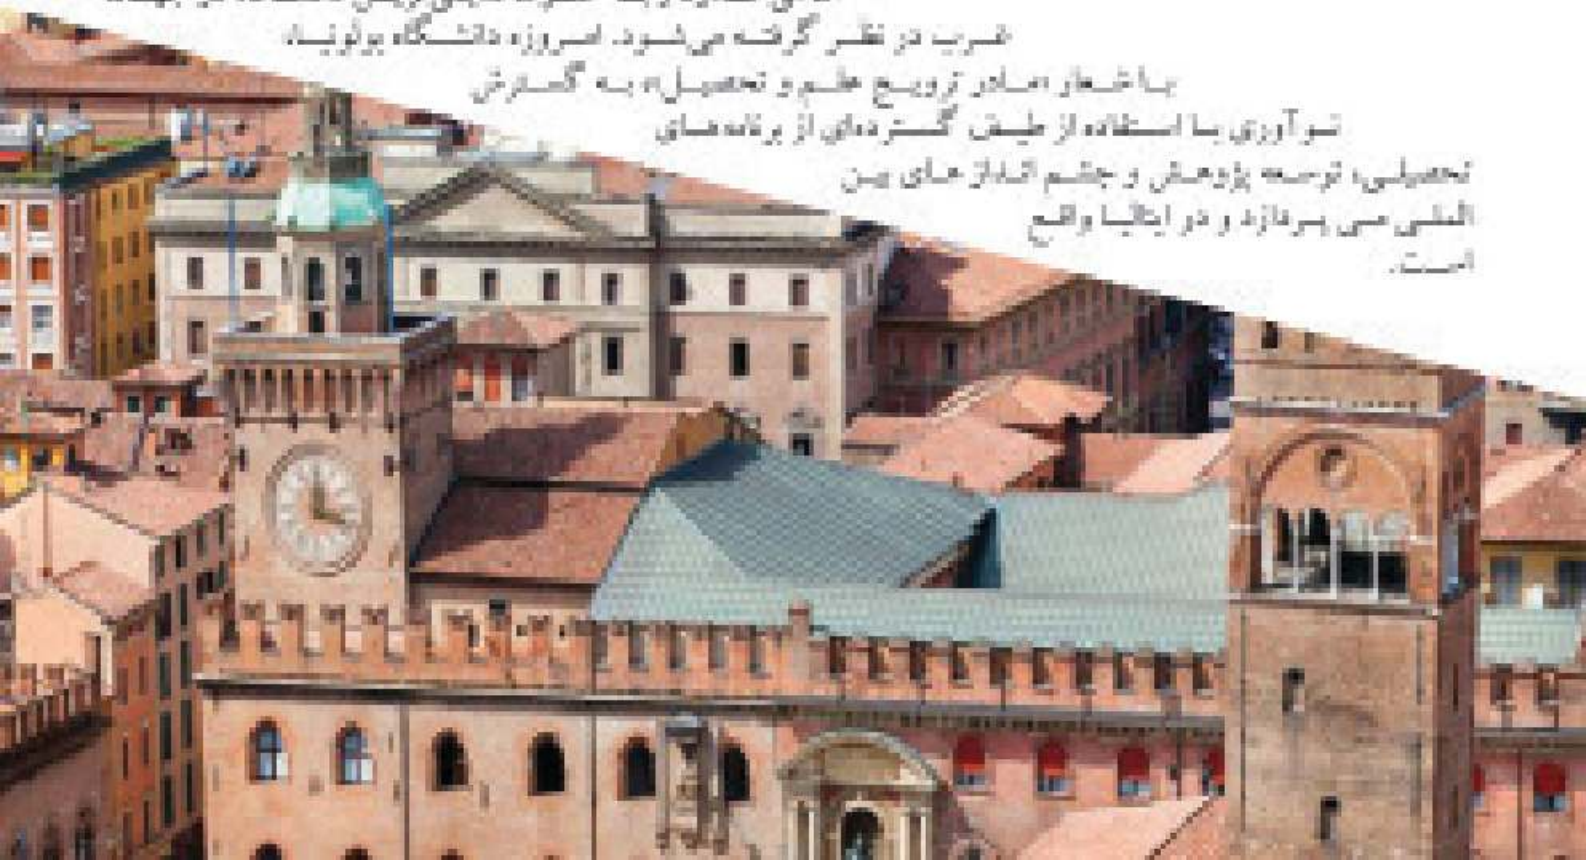 غرب در نظر گرفته می‌شود. امروزه دانشگاه بولونیا،
با شعار «مادر ترویج علم و تحصیل» به گسترش
نوآوری با استفاده از طیف گسترده‌ای از برنامه‌های
تحصیلی، توسعه پژوهش و چشم انداز های بین
المللی می پردازد و در ایتالیا واقع
است.